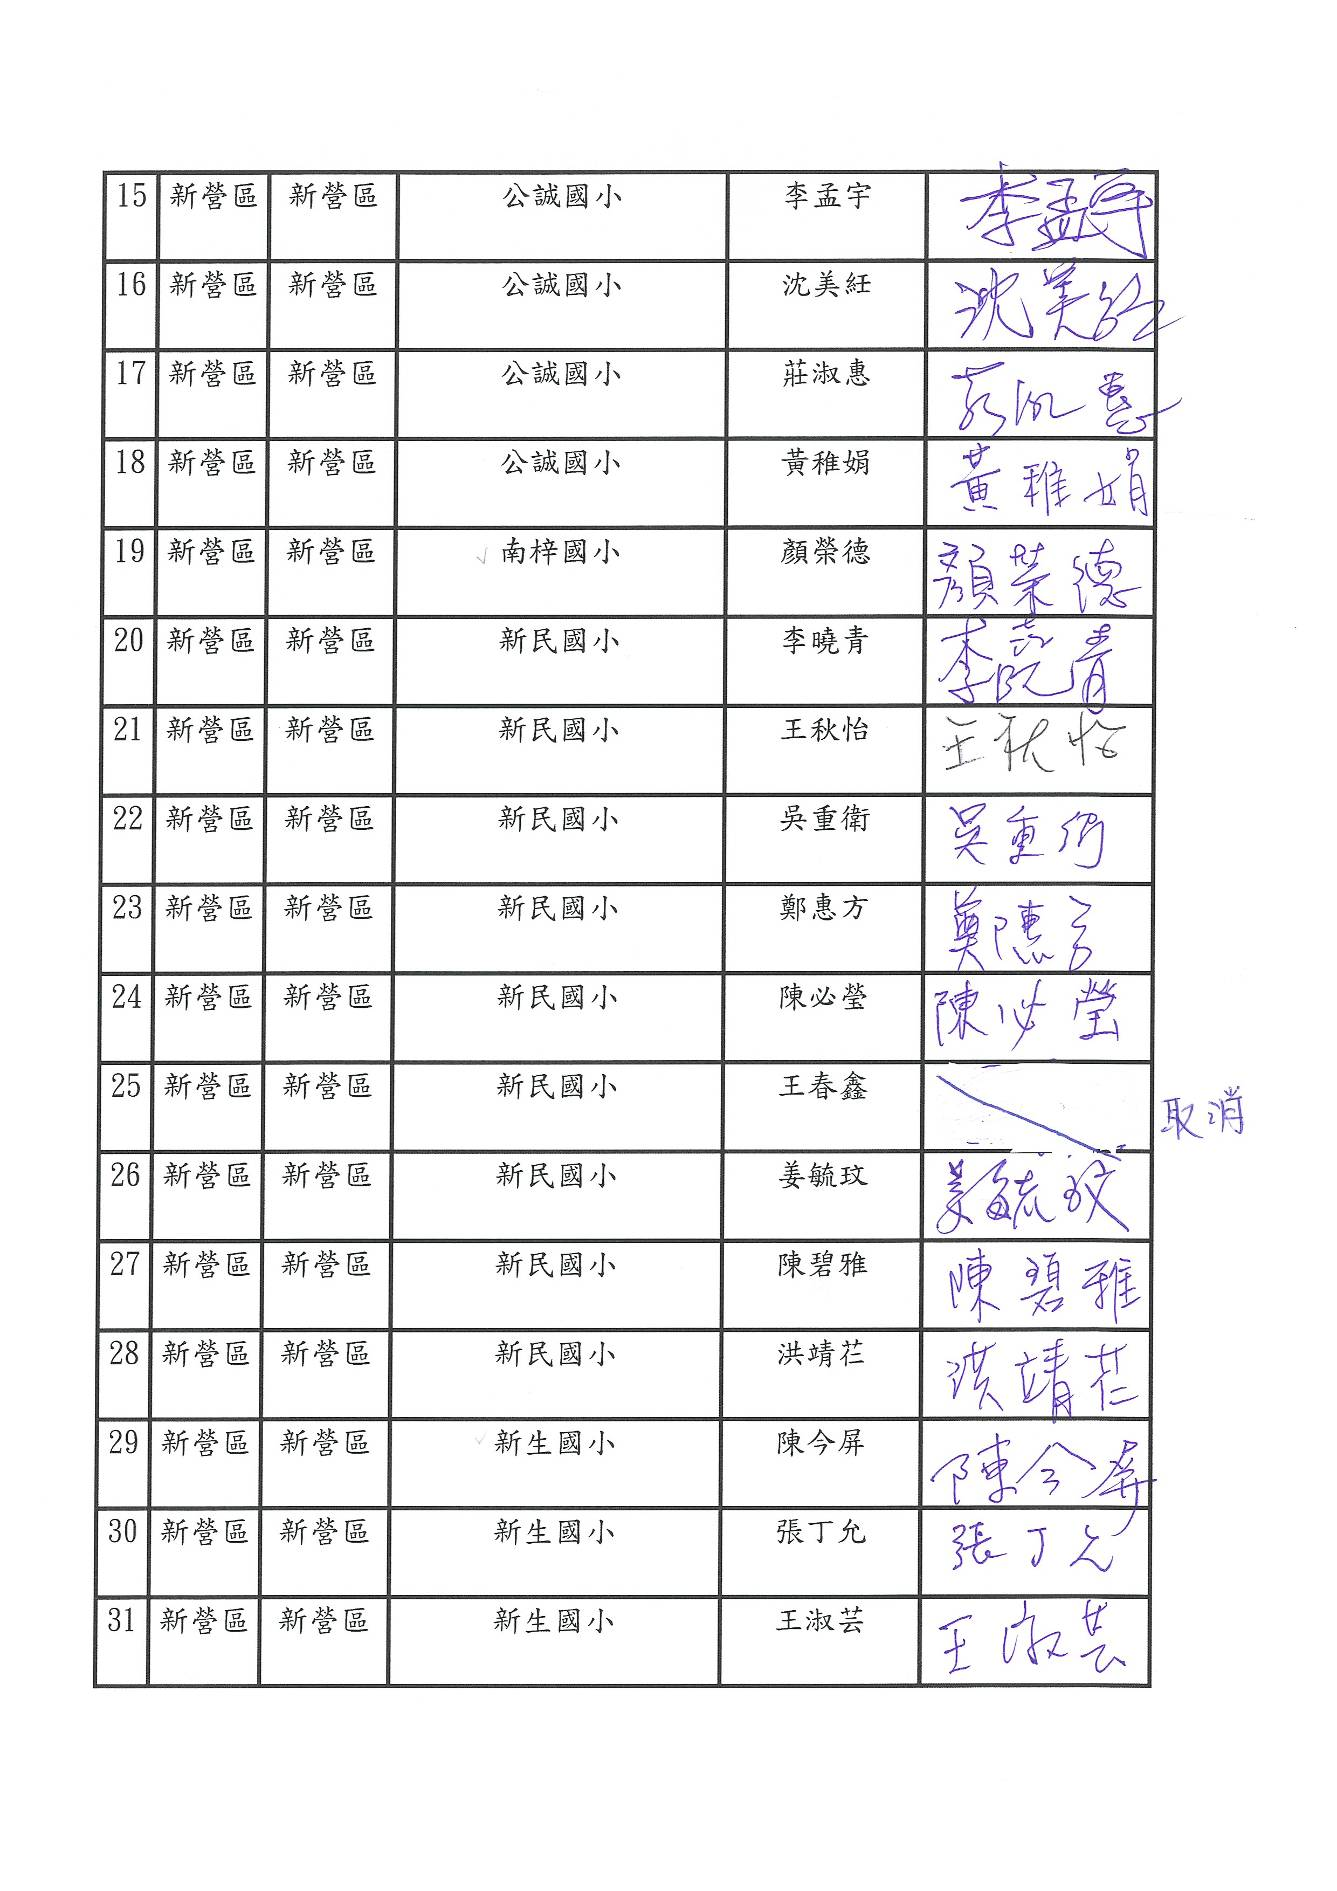 15 新營區 新營區 公誠國小 李孟宇 李孟宇
16 新營區 新營區 公誠國小 沈美紝 沈美紝
17 新營區 新營區 公誠國小 莊淑惠 莊淑惠
18 新營區 新營區 公誠國小 黃稚娟 黃稚娟
19 新營區 新營區 南梓國小 顏榮德 顏榮德
20 新營區 新營區 新民國小 李曉青 李曉青
21 新營區 新營區 新民國小 王秋怡 王秋怡
22 新營區 新營區 新民國小 吳重衛 吳重衛
23 新營區 新營區 新民國小 鄭惠方 鄭惠方
24 新營區 新營區 新民國小 陳必瑩 陳必瑩
25 新營區 新營區 新民國小 王春鑫 取消
26 新營區 新營區 新民國小 姜毓玟 姜毓玟
27 新營區 新營區 新民國小 陳碧雅 陳碧雅
28 新營區 新營區 新民國小 洪靖茳 洪靖茳
29 新營區 新營區 新生國小 陳今屏 陳今屏
30 新營區 新營區 新生國小 張丁允 張丁允
31 新營區 新營區 新生國小 王淑芸 王淑芸